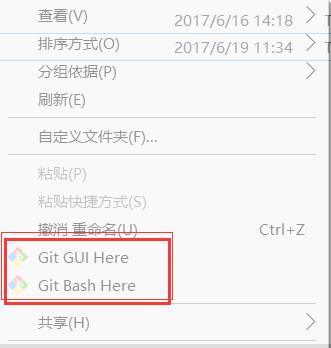 查看(V) 2017/6/16 14:18
排序方式(O) 2017/6/19 11:34
分组依据(P)
刷新(E)
自定义文件夹(F)...
粘贴(P)
粘贴快捷方式(S)
撤消 重命名(U) Ctrl+Z
Git GUI Here
Git Bash Here
共享(H)